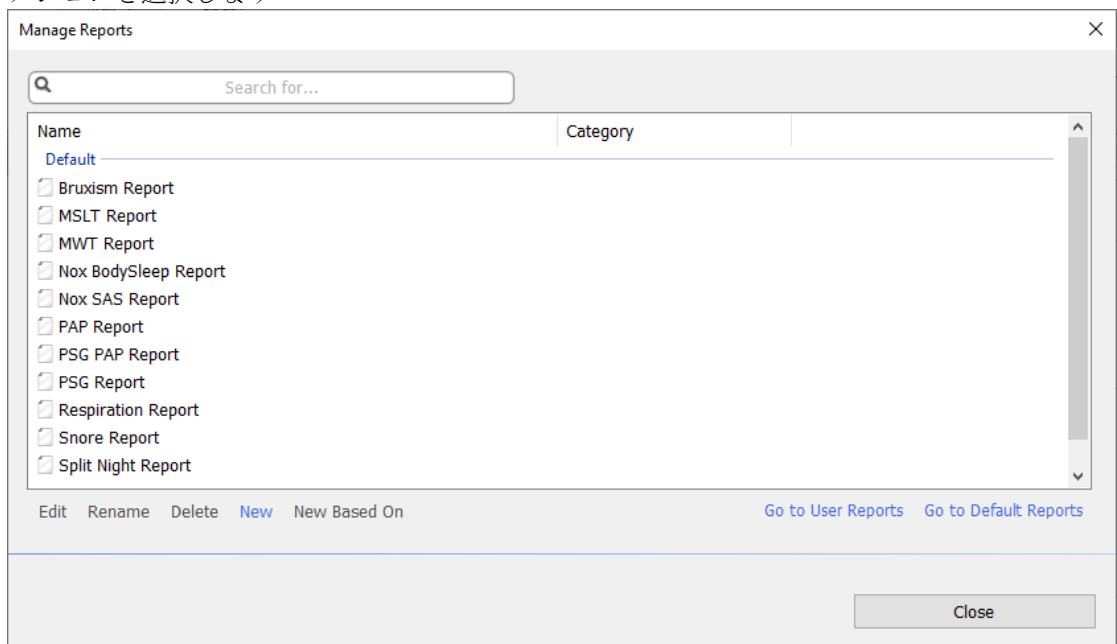 Manage Reports
Search for...
Name Category
Default
Bruxism Report
MSLT Report
MWT Report
Nox BodySleep Report
Nox SAS Report
PAP Report
PSG PAP Report
PSG Report
Respiration Report
Snore Report
Split Night Report
Edit Rename Delete New New Based On Go to User Reports Go to Default Reports
Close